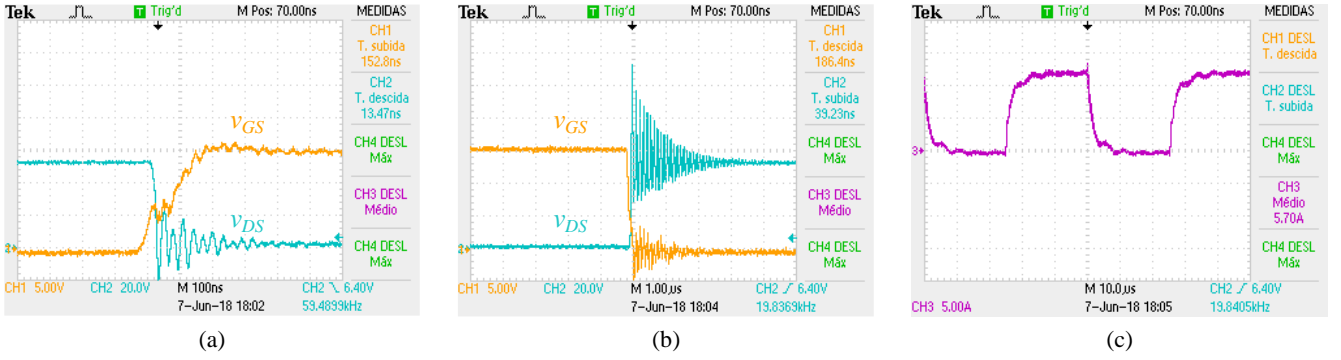 Tek Trig'd M Pos: 70.00ns MEDIDAS
CH1
T. subida
152.8ns
CH2
T. descida
13.47ns
CH4 DESL
Máx
CH3 DESL
Médio
CH4 DESL
Máx
vGS
vDS
CH1 5.00V CH2 20.0V M 100ns CH2 6.40V
7-Jun-18 18:02 59.4899kHz
(a)
Tek Trig'd M Pos: 70.00ns MEDIDAS
CH1
T. descida
186.4ns
CH2
T. subida
39.23ns
CH4 DESL
Máx
CH3 DESL
Médio
CH4 DESL
Máx
vGS
vDS
CH1 5.00V CH2 20.0V M 1.00µs CH2 6.40V
7-Jun-18 18:04 19.8369kHz
(b)
Tek Trig'd M Pos: 70.00ns MEDIDAS
CH1 DESL
T. descida
CH2 DESL
T. subida
CH4 DESL
Máx
CH3
Médio
5.70A
CH4 DESL
Máx
3
M 10.0µs CH2 6.40V
CH3 5.00A 7-Jun-18 18:05 19.8405kHz
(c)